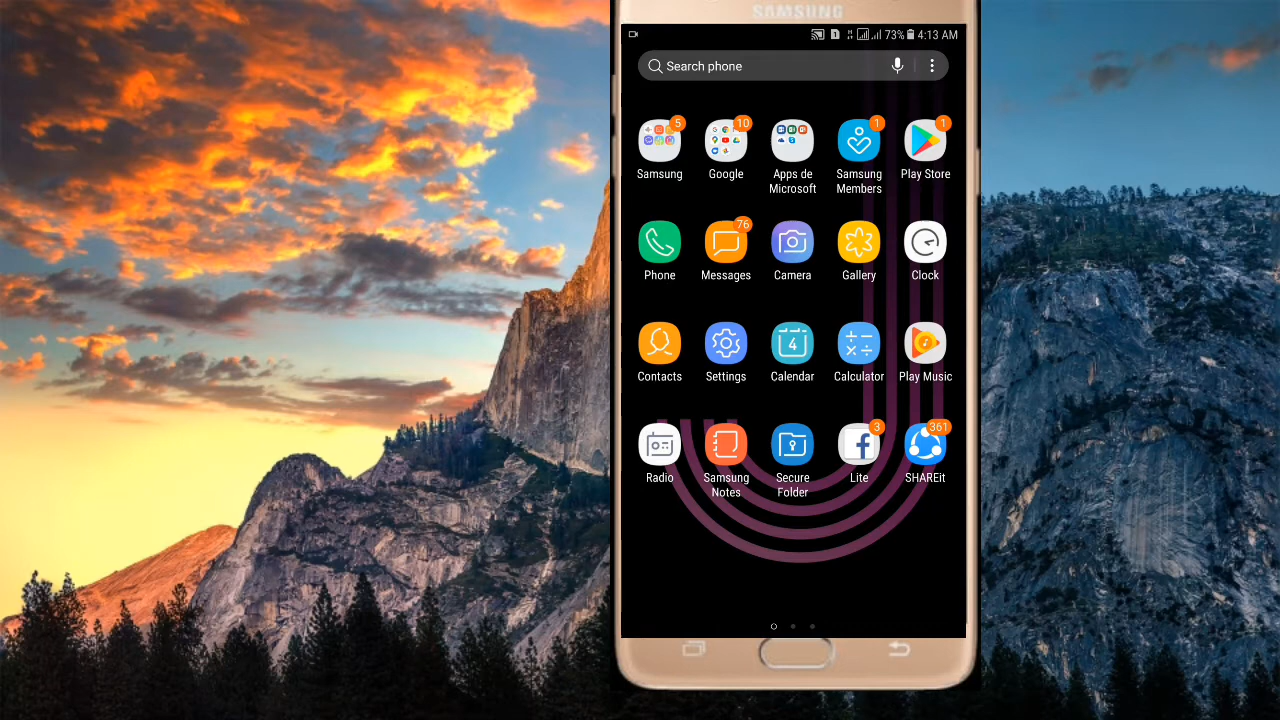 SAMSUNG
73% 4:13 AM
Search phone
5
10
1
1
Samsung
Google
Apps de
Microsoft
Samsung
Members
Play Store
76
Phone
Messages
Camera
Gallery
Clock
4
Contacts
Settings
Calendar
Calculator
Play Music
3
361
Radio
Samsung
Notes
Secure
Folder
Lite
SHAREit